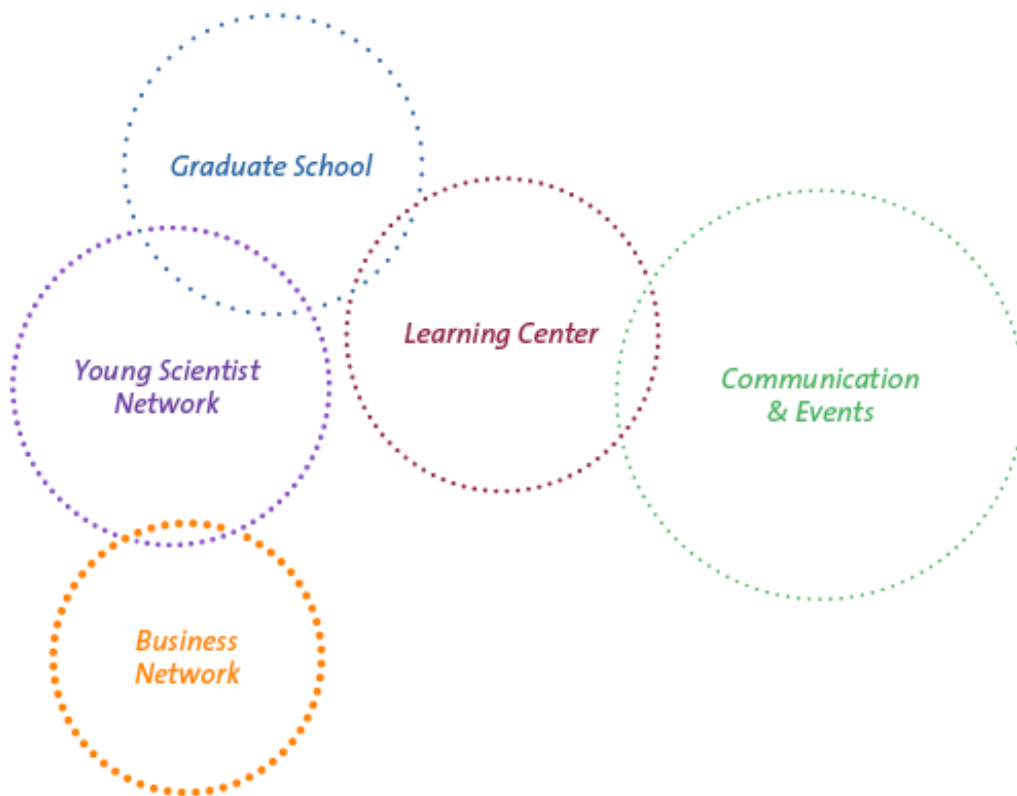 Graduate School
Learning Center
Young Scientist
Network
Communication
& Events
Business
Network